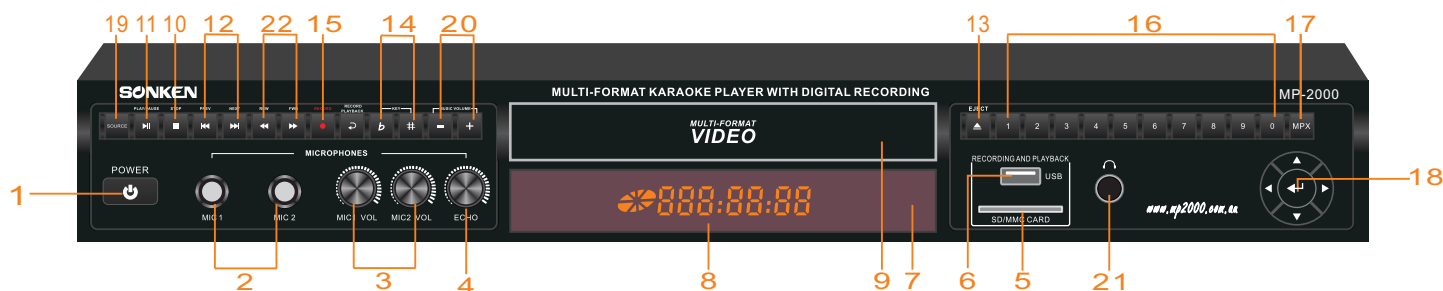 19 11 10 12 22 15 14 20 13 16 17
SONKEN
MULTI-FORMAT KARAOKE PLAYER WITH DIGITAL RECORDING
MP-2000
PLAY/PAUSE STOP PREV NEXT REW FWD RECORD RECORD PLAYBACK KEY MUSIC VOLUME
EJECT
SOURCE b # - +
1 2 3 4 5 6 7 8 9 0 MPX
MULTI-FORMAT
VIDEO
MICROPHONES
POWER
RECORDING AND PLAYBACK
USB
1
6
18
888:88:88
MIC 1 MIC 2 MIC1 VOL MIC2 VOL ECHO
SD/MMC CARD
www.mp2000.com.au
2 3 4 8 9 7 5 21